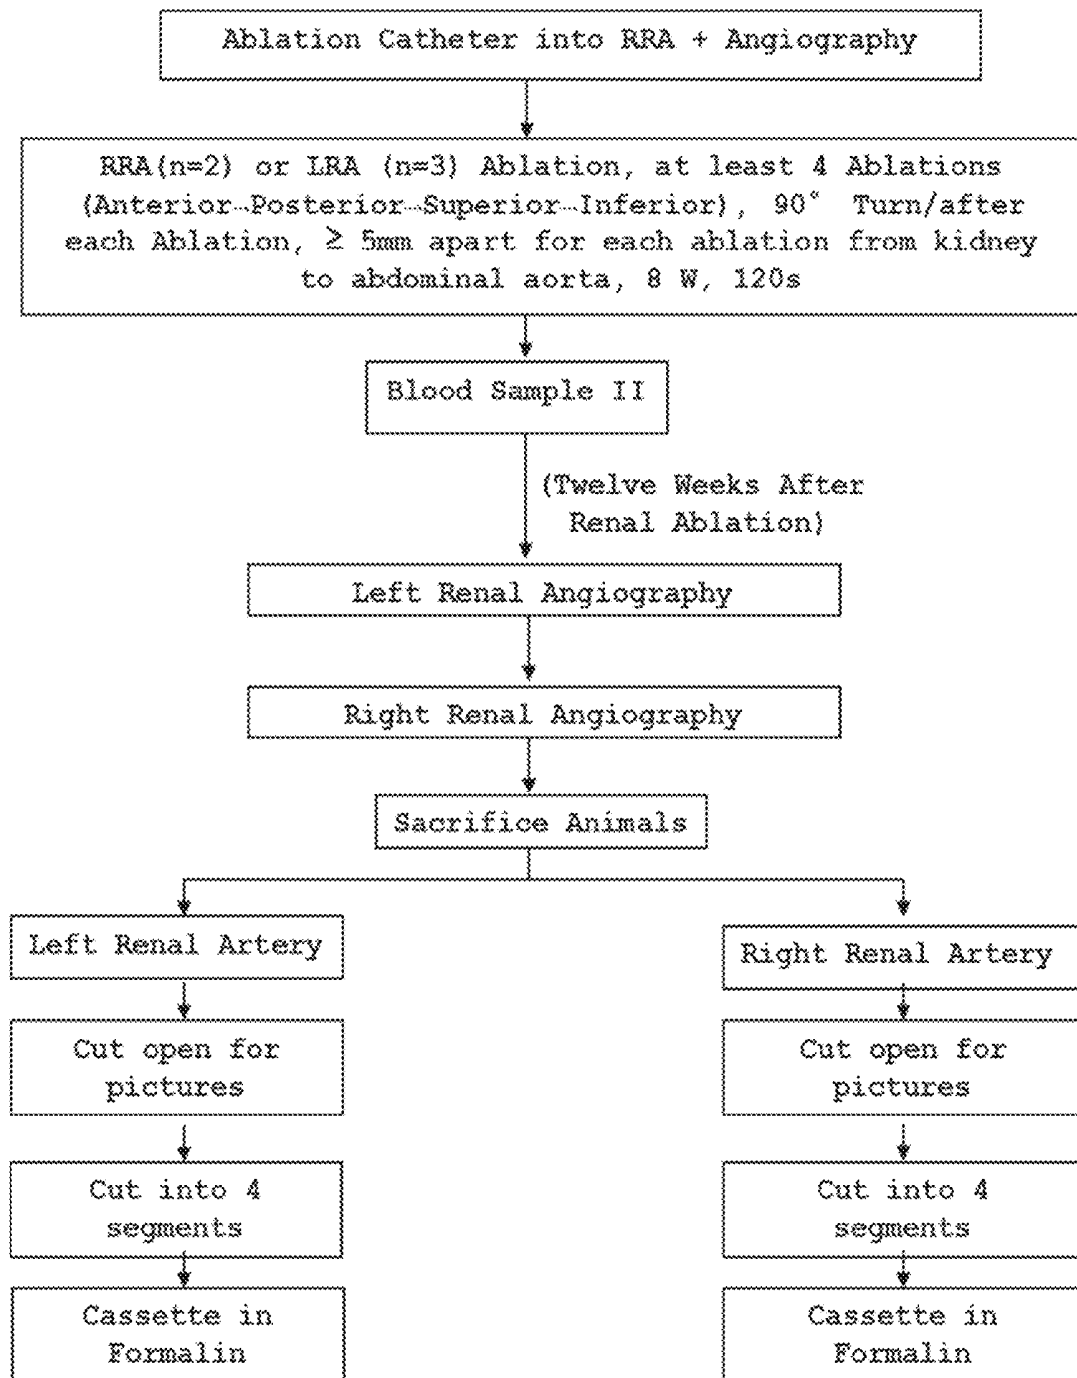 Ablation Catheter into RRA + Angiography
RRA(n=2) or LRA (n=3) Ablation, at least 4 Ablations
(Anterior--Posterior--Superior--Inferior), 90° Turn/after
each Ablation, ≥ 5mm apart for each ablation from kidney
to abdominal aorta, 8 W, 120s
Blood Sample II
(Twelve Weeks After
Renal Ablation)
Left Renal Angiography
Right Renal Angiography
Sacrifice Animals
Left Renal Artery
Right Renal Artery
Cut open for
pictures
Cut open for
pictures
Cut into 4
segments
Cut into 4
segments
Cassette in
Formalin
Cassette in
Formalin